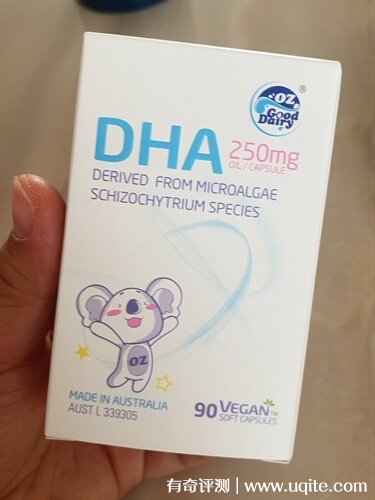 OZ
Good
Dairy
®
DHA 250mg
OIL / CAPSULE
DERIVED FROM MICROALGAE
SCHIZOCHYTRIUM SPECIES
OZ
MADE IN AUSTRALIA
AUST L 339305
90 VEGAN™
SOFT CAPSULES
有奇评测 | www.uqite.com